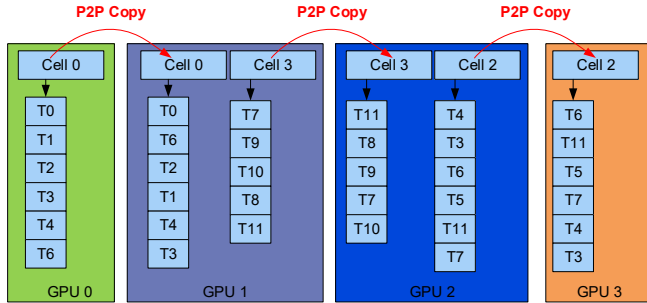 P2P Copy P2P Copy P2P Copy
Cell 0 Cell 0 Cell 3 Cell 3 Cell 2 Cell 2
T0
T1
T2
T3
T4
T6
GPU 0
T0
T6
T2
T1
T4
T3
T7
T9
T10
T8
T11
GPU 1
T11
T8
T9
T7
T10
T4
T3
T6
T5
T11
T7
GPU 2
T6
T11
T5
T7
T4
T3
GPU 3